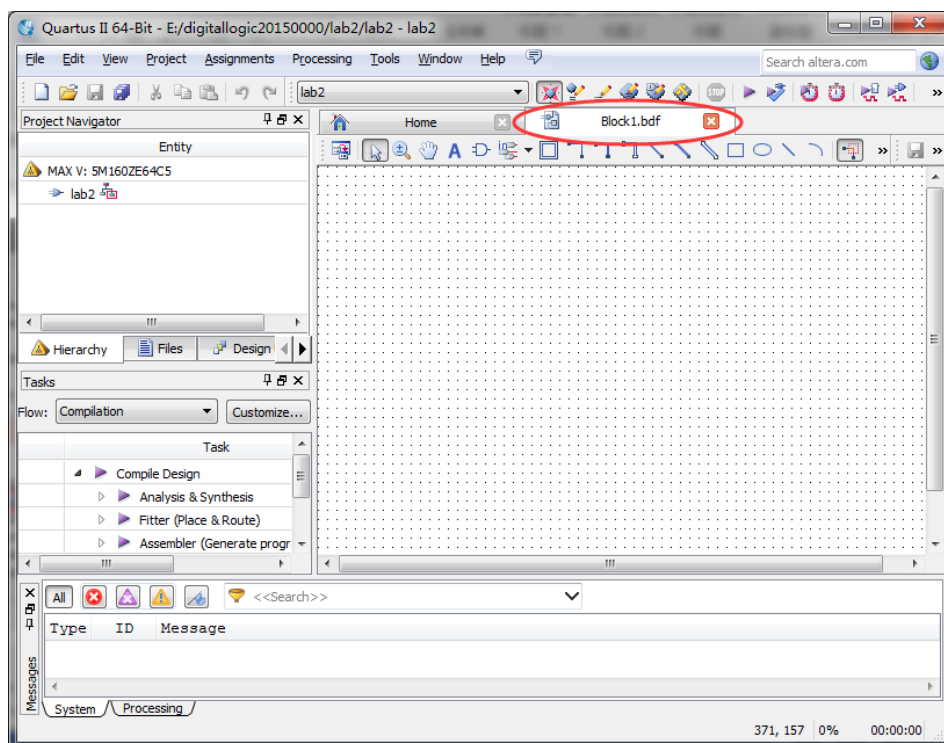 Quartus II 64-Bit - E:/digitallogic20150000/lab2/lab2 - lab2
File Edit View Project Assignments Processing Tools Window Help Search altera.com
lab2 STOP »
Project Navigator Home Block1.bdf
Entity A » »
MAX V: 5M160ZE64C5
lab2
Hierarchy Files Design
Tasks
Flow: Compilation Customize...
Task
Compile Design
Analysis & Synthesis
Fitter (Place & Route)
Assembler (Generate progr
All <<Search>>
Type ID Message
Messages
System Processing
371, 157 0% 00:00:00